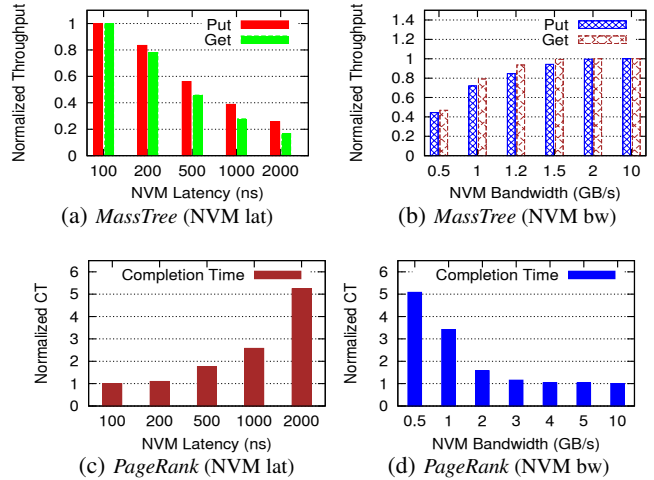 Normalized Throughput
1
0.8
0.6
0.4
0.2
0
Put
Get
100 200 500 1000 2000
NVM Latency (ns)
(a) MassTree (NVM lat)
Normalized Throughput
1.4
1.2
1.0
0.8
0.6
0.4
0.2
0
Put
Get
0.5 1 1.2 1.5 2 10
NVM Bandwidth (GB/s)
(b) MassTree (NVM bw)
Normalized CT
6
5
4
3
2
1
0
Completion Time
100 200 500 1000 2000
NVM Latency (ns)
(c) PageRank (NVM lat)
Normalized CT
6
5
4
3
2
1
0
Completion Time
0.5 1 2 3 4 5 10
NVM Bandwidth (GB/s)
(d) PageRank (NVM bw)